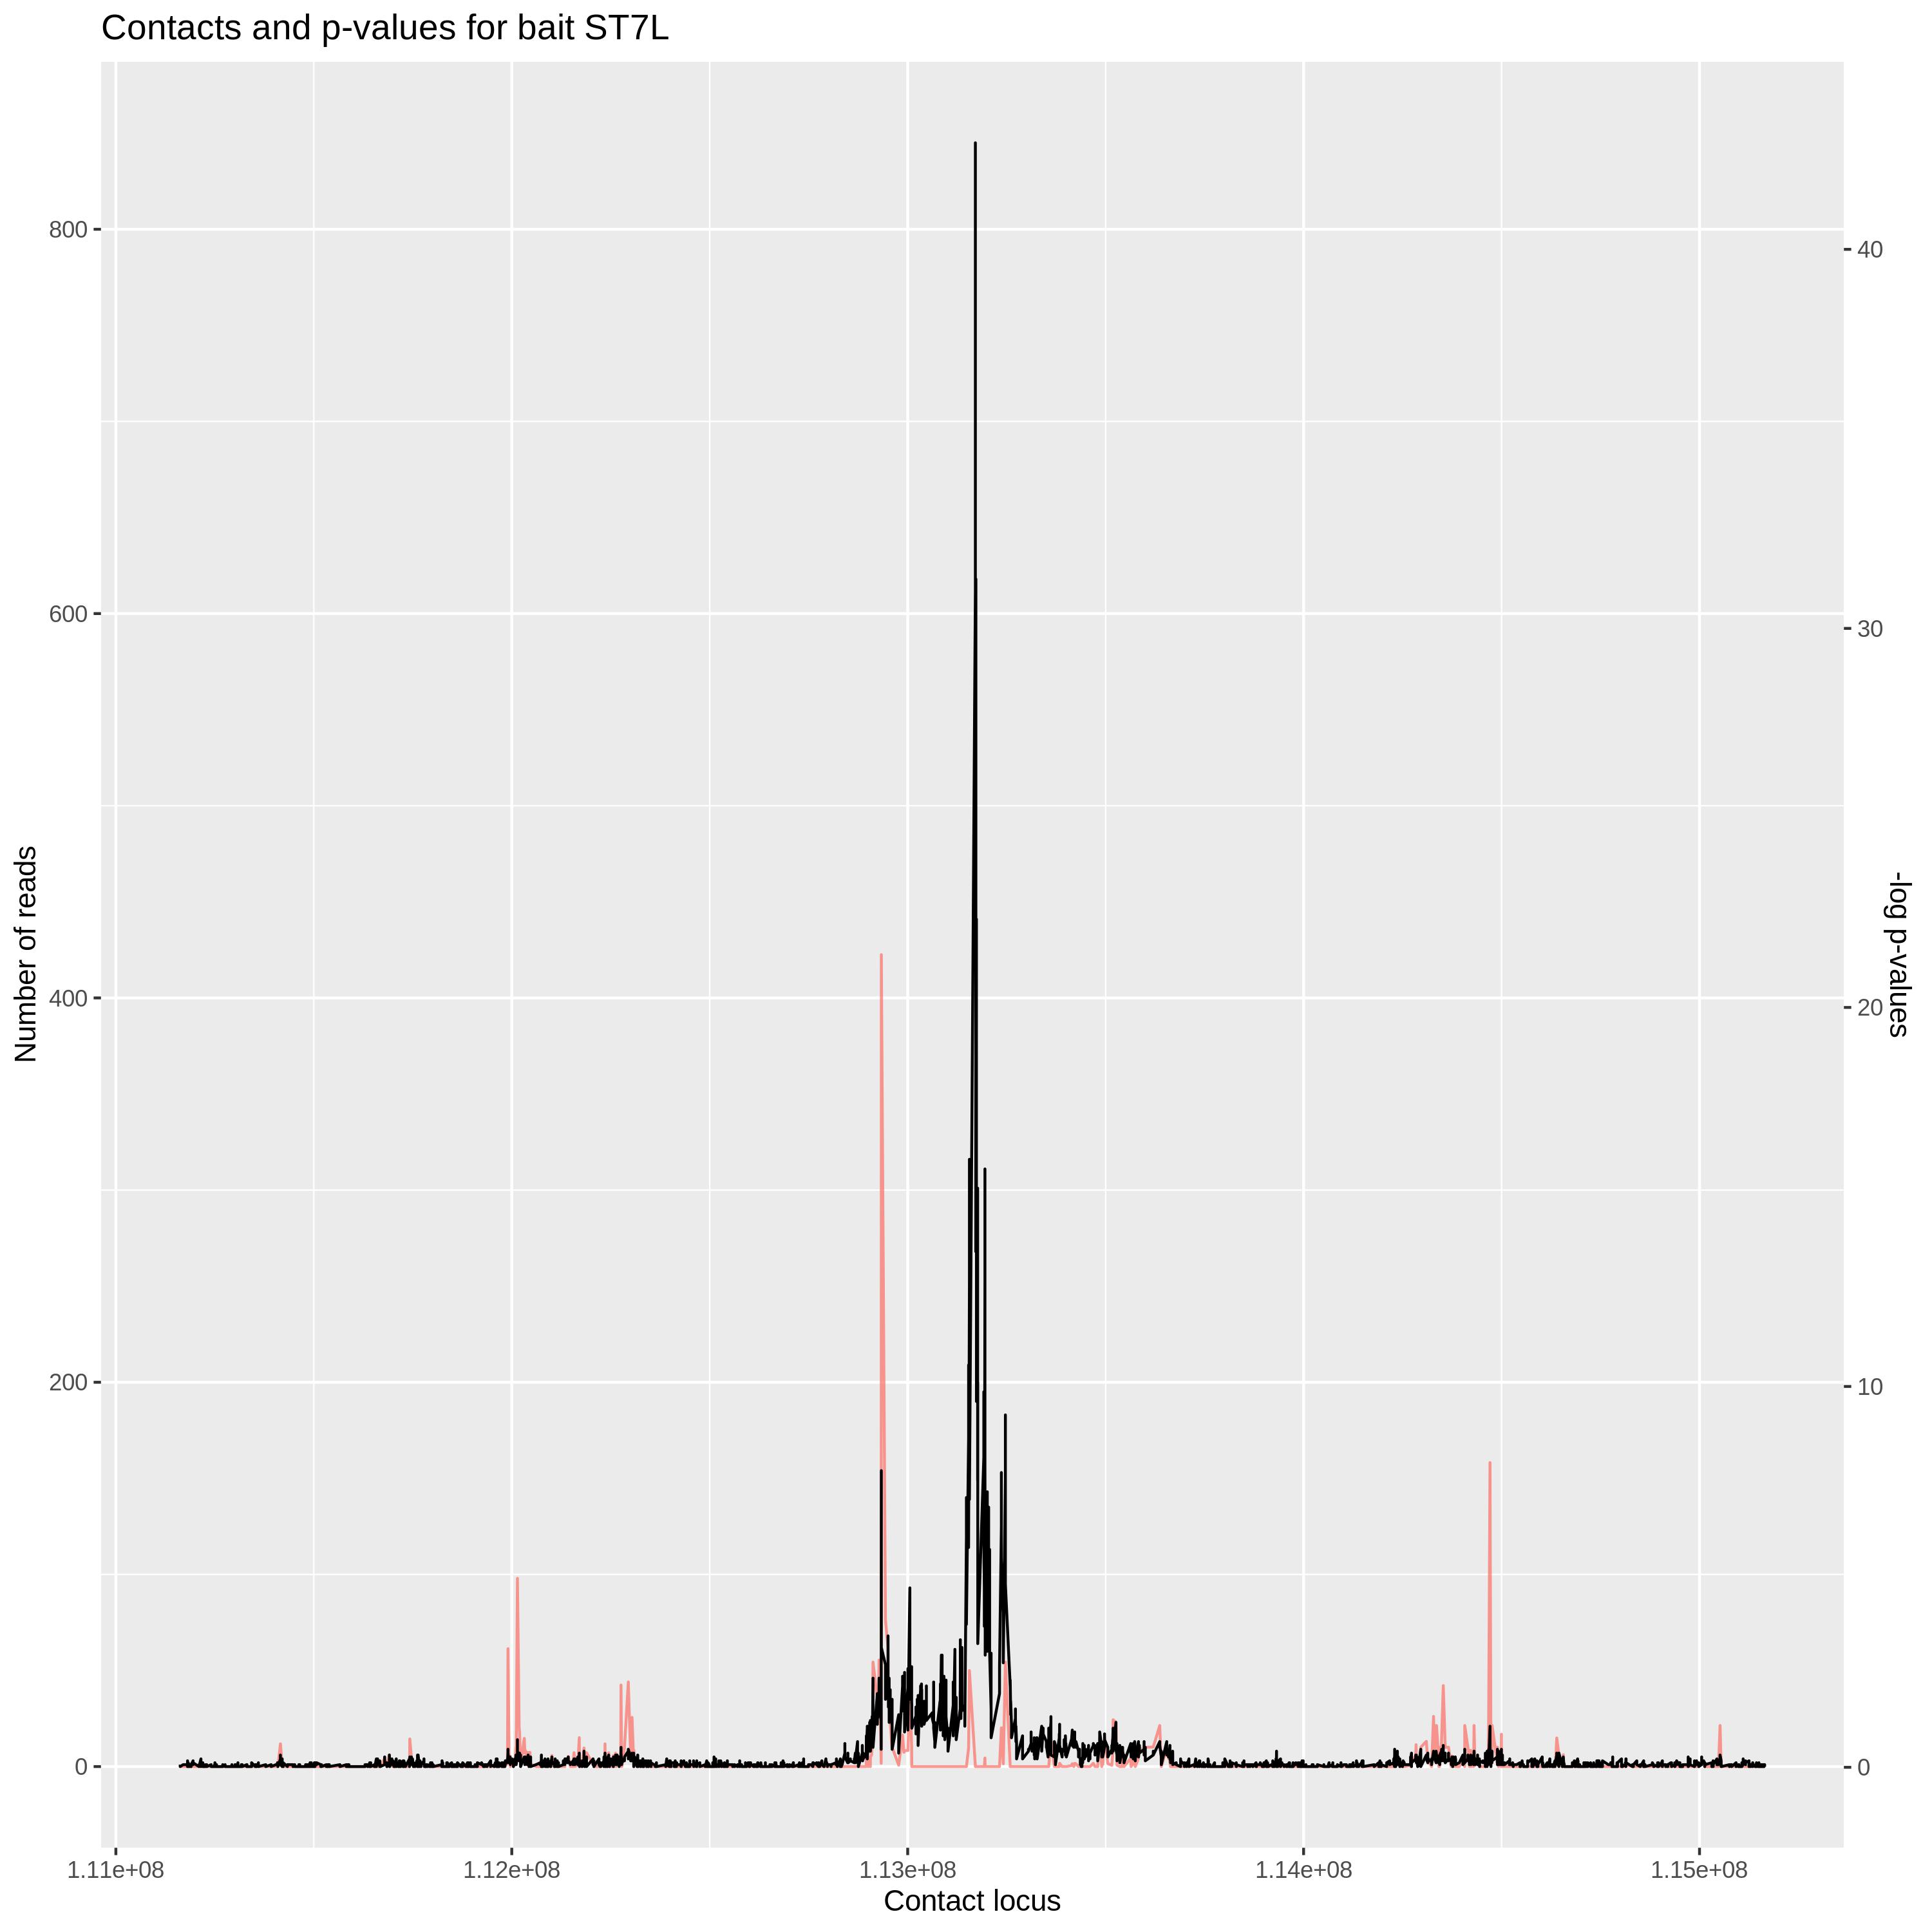 Contacts and p-values for bait ST7L
Number of reads
800
600
400
200
0
40
30
20
10
0
-log p-values
1.11e+08 1.12e+08 1.13e+08 1.14e+08 1.15e+08
Contact locus